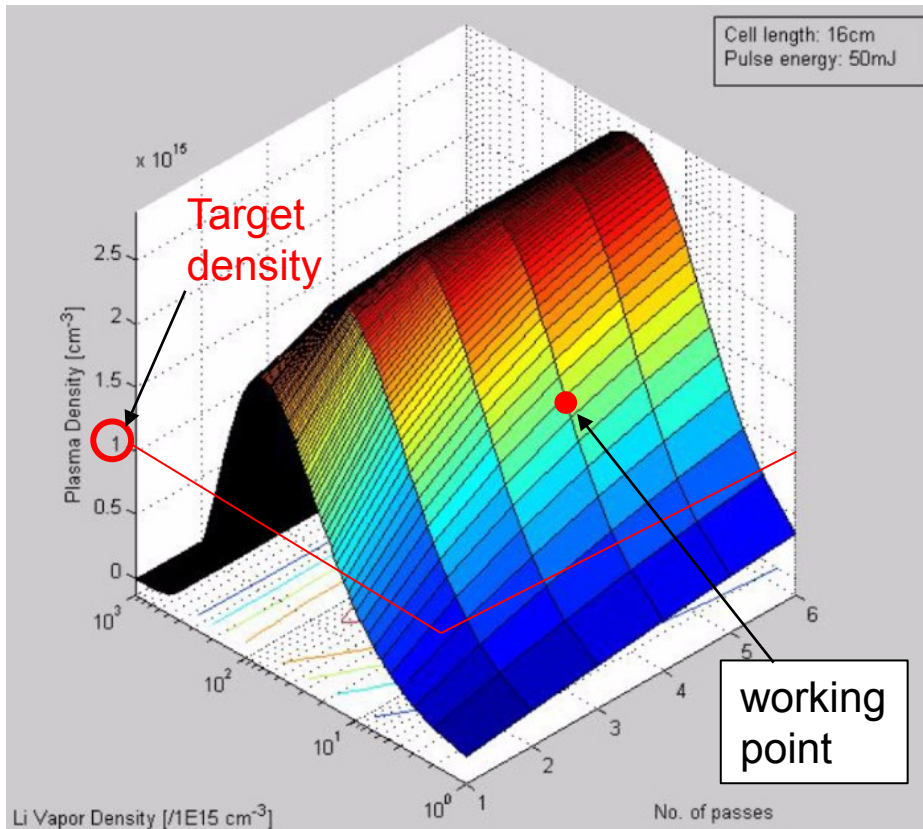 Cell length: 16cm
Pulse energy: 50mJ
x 10^15
Target
density
2.5
2
1.5
1
0.5
0
Plasma Density [cm^-3]
10^3
10^2
10^1
10^0
1
2
3
4
5
6
working
point
Li Vapor Density [/1E15 cm^-3]
No. of passes